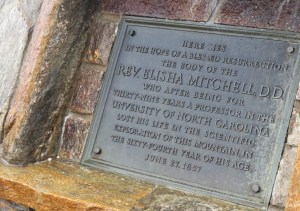 HERE LIES
IN THE HOPE OF A BLESSED RESURRECTION
THE BODY OF THE
REV. ELISHA MITCHELL, D.D.
WHO AFTER BEING FOR
THIRTY-NINE YEARS A PROFESSOR IN THE
UNIVERSITY OF NORTH CAROLINA
LOST HIS LIFE IN THE SCIENTIFIC
EXPLORATION OF THIS MOUNTAIN, IN
THE SIXTY-FOURTH YEAR OF HIS AGE,
JUNE 27, 1857